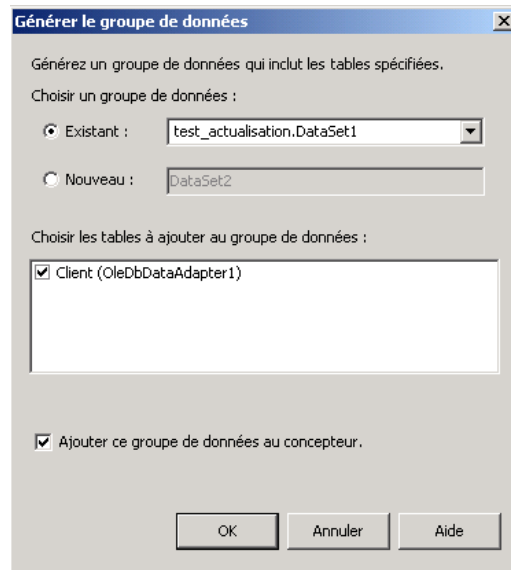 Générer le groupe de données
Générez un groupe de données qui inclut les tables spécifiées.
Choisir un groupe de données :
Existant : test_actualisation.DataSet1
Nouveau : DataSet2
Choisir les tables à ajouter au groupe de données :
Client (OleDbDataAdapter1)
Ajouter ce groupe de données au concepteur.
OK Annuler Aide